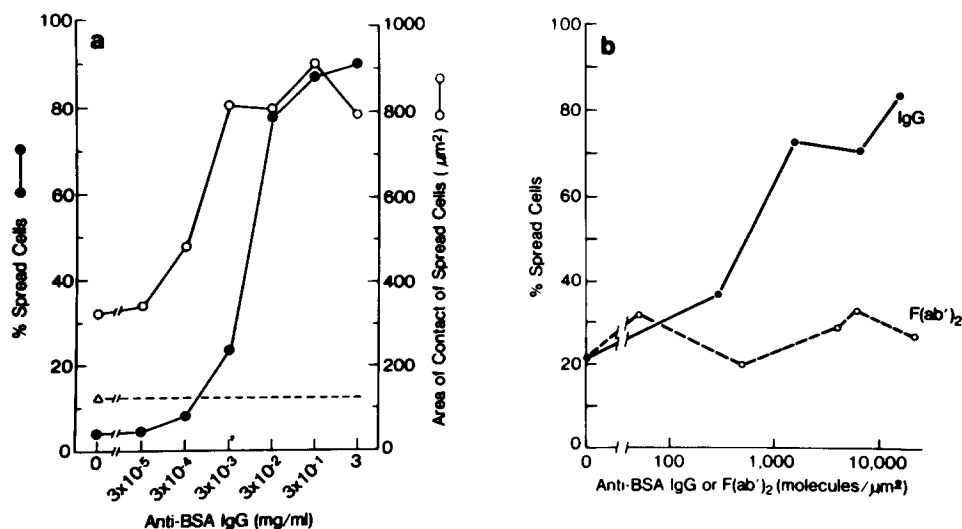 a
100
80
60
40
20
0
% Spread Cells
1000
800
600
400
200
0
Area of Contact of Spread Cells (μm²)
0
3x10⁻⁵
3x10⁻⁴
3x10⁻³
3x10⁻²
3x10⁻¹
3
Anti-BSA IgG (mg/ml)
b
100
80
60
40
20
0
% Spread Cells
IgG
F(ab′)₂
0
100
1,000
10,000
Anti-BSA IgG or F(ab′)₂ (molecules/μm²)